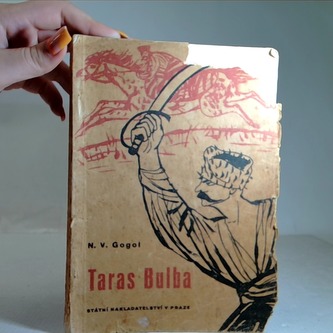 N. V. Gogol
Taras Bulba
STÁTNÍ NAKLADATELSTVÍ V PRAZE